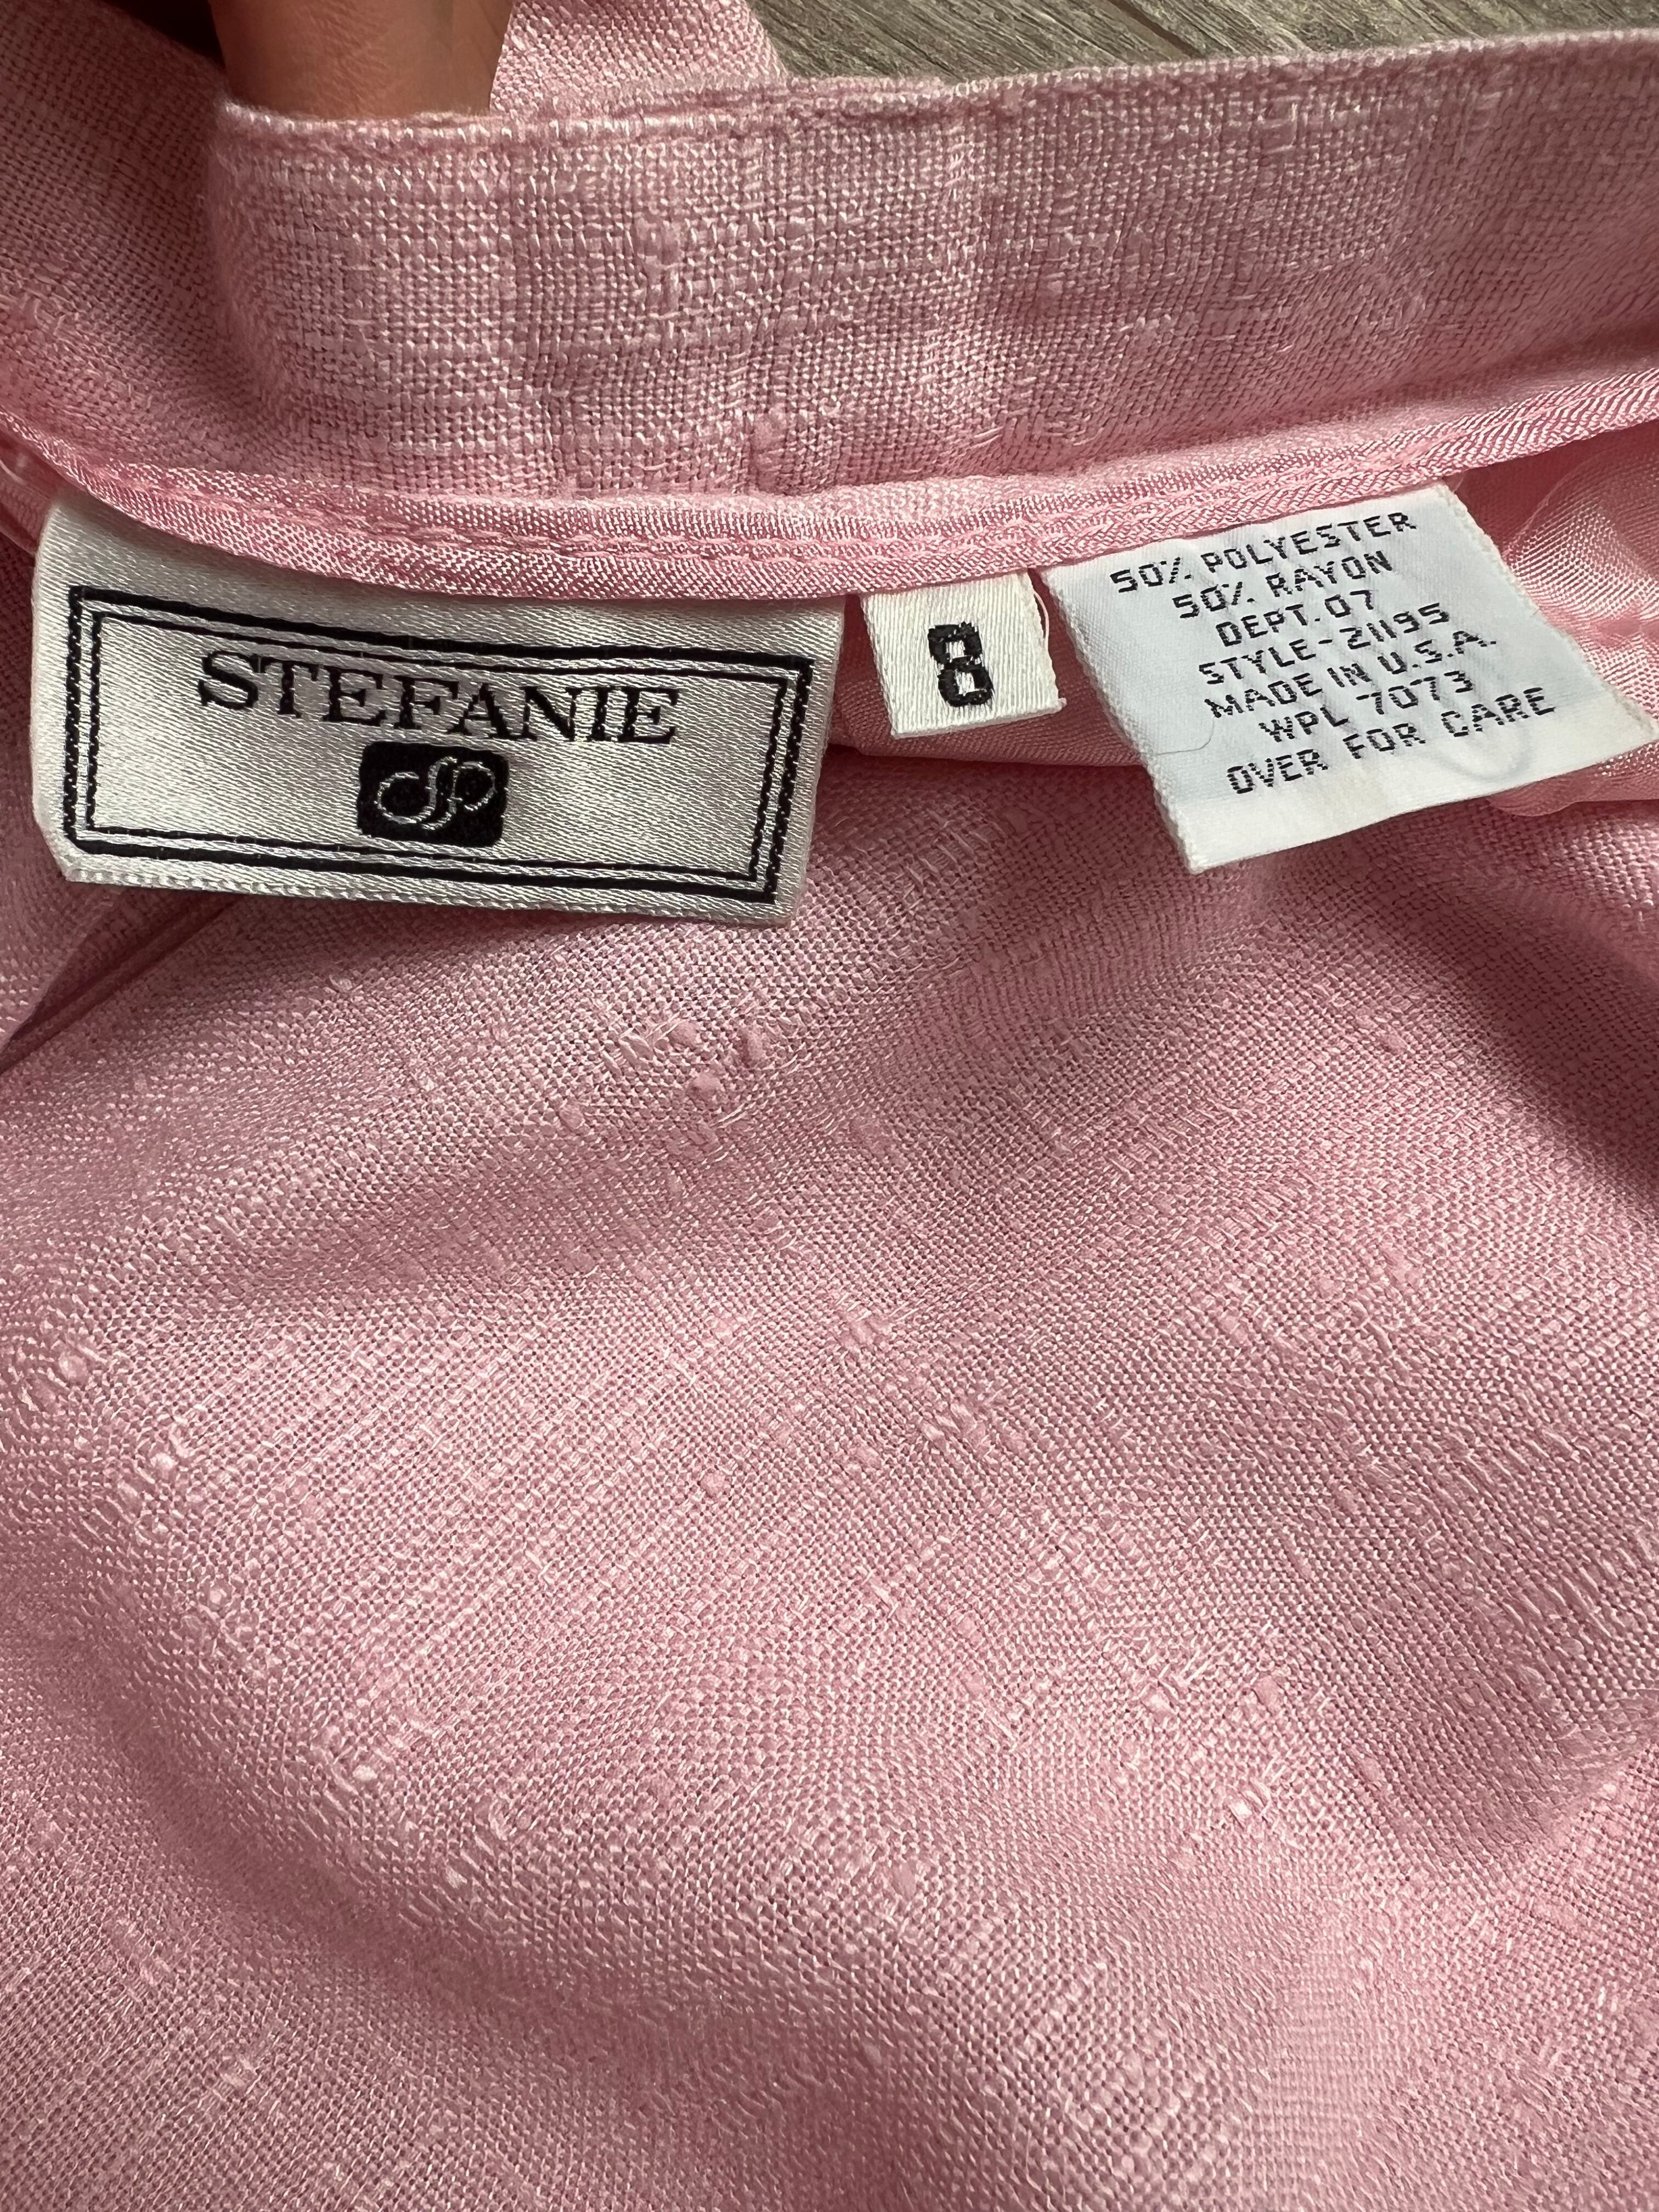 STEFANIE
8
50% POLYESTER
50% RAYON
DEPT. 07
STYLE-21195
MADE IN U.S.A.
WPL 7073
OVER FOR CARE